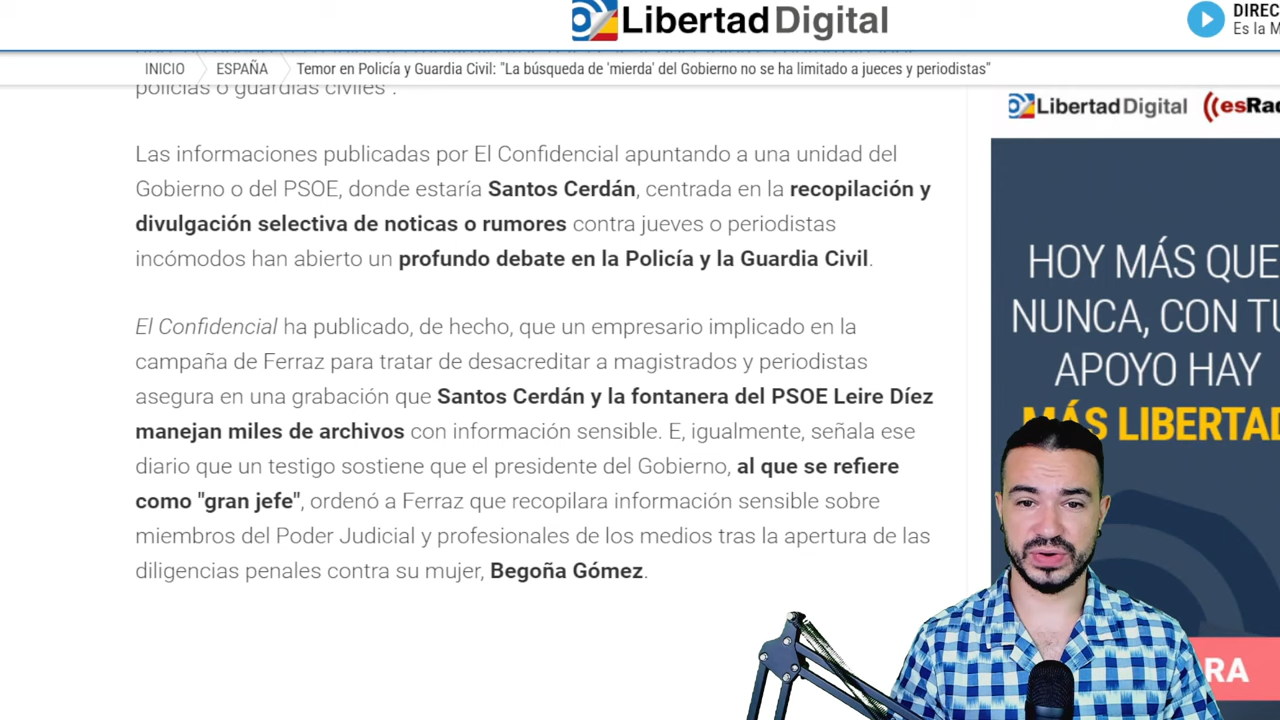 Libertad Digital
DIREC
Es la M
INICIO
ESPAÑA
Temor en Policía y Guardia Civil: "La búsqueda de 'mierda' del Gobierno no se ha limitado a jueces y periodistas"
policías o guardias civiles".
Las informaciones publicadas por El Confidencial apuntando a una unidad del
Gobierno o del PSOE, donde estaría Santos Cerdán, centrada en la recopilación y
divulgación selectiva de noticas o rumores contra jueves o periodistas
incómodos han abierto un profundo debate en la Policía y la Guardia Civil.
El Confidencial ha publicado, de hecho, que un empresario implicado en la
campaña de Ferraz para tratar de desacreditar a magistrados y periodistas
asegura en una grabación que Santos Cerdán y la fontanera del PSOE Leire Díez
manejan miles de archivos con información sensible. E, igualmente, señala ese
diario que un testigo sostiene que el presidente del Gobierno, al que se refiere
como "gran jefe", ordenó a Ferraz que recopilara información sensible sobre
miembros del Poder Judicial y profesionales de los medios tras la apertura de las
diligencias penales contra su mujer, Begoña Gómez.
Libertad Digital
esRad
HOY MÁS QUE
NUNCA, CON TU
APOYO HAY
MÁS LIBERTAD
RA